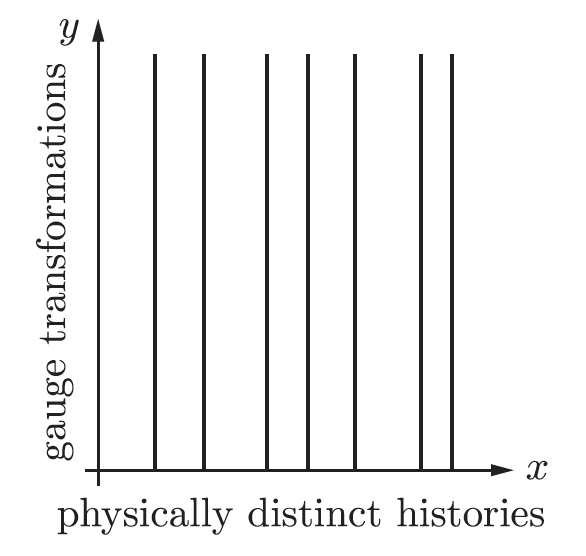 y
gauge transformations
x
physically distinct histories